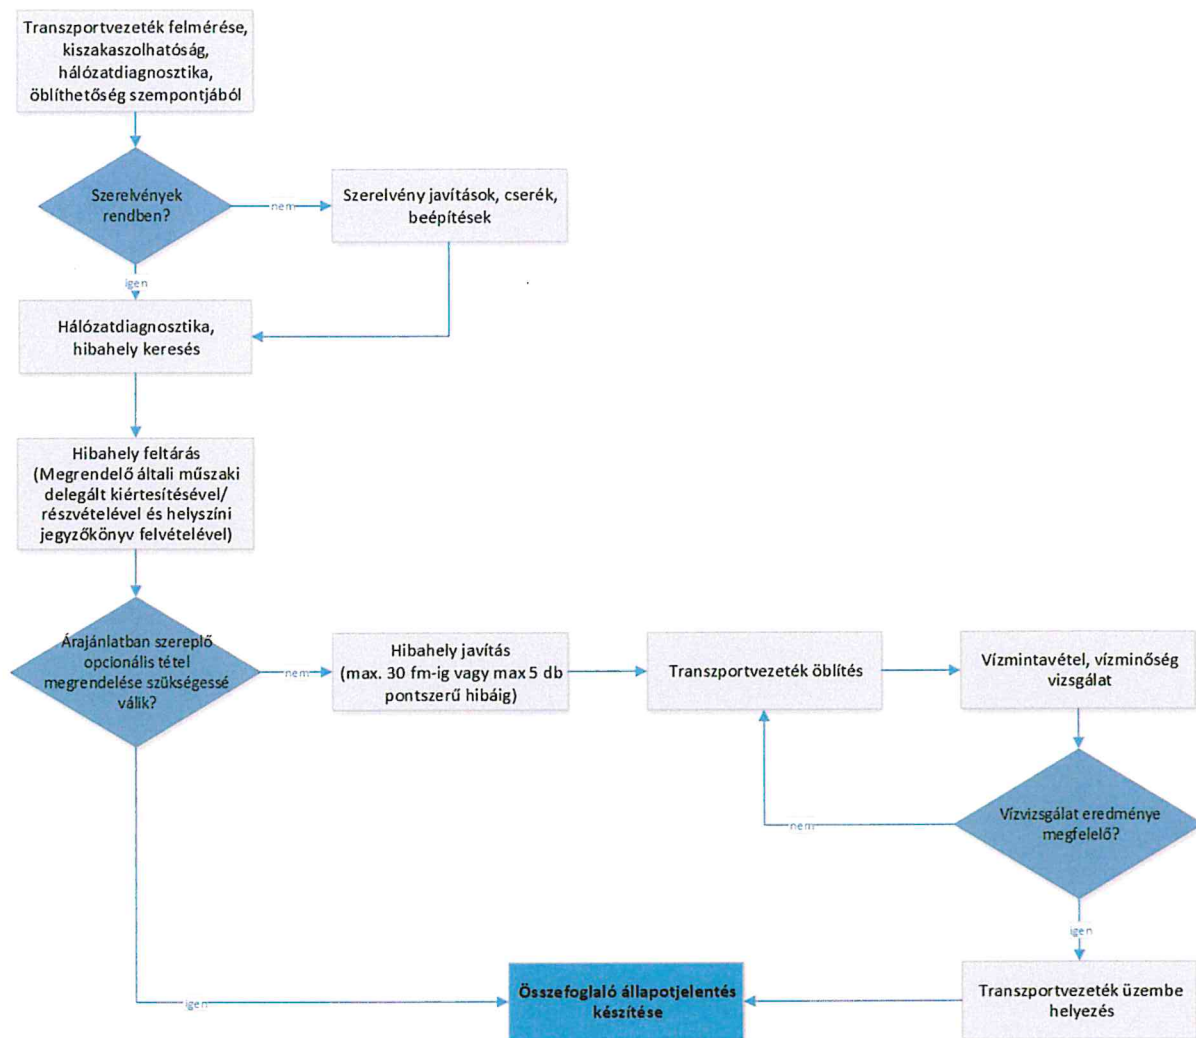 Transzportvezeték felmérése,
kiszakaszolhatóság,
hálózatdiagnosztika,
öblíthetőség szempontjából
Szerelvények
rendben?
nem
Szerelvény javítások, cserék,
beépítések
igen
Hálózatdiagnosztika,
hibahely keresés
Hibahely feltárás
(Megrendelő általi műszaki
delegált kiértesítésével/
részvételével és helyszíni
jegyzőkönyv felvételével)
Árajánlatban szereplő
opcionális tétel
megrendelése szükségessé
válik?
nem
Hibahely javítás
(max. 30 fm-ig vagy max 5 db
pontszerű hibáig)
Transzportvezeték öblítés
Vízmintavétel, vízminőség
vizsgálat
Vízvizsgálat eredménye
megfelelő?
nem
igen
Transzportvezeték üzembe
helyezés
igen
Összefoglaló állapotjelentés
készítése